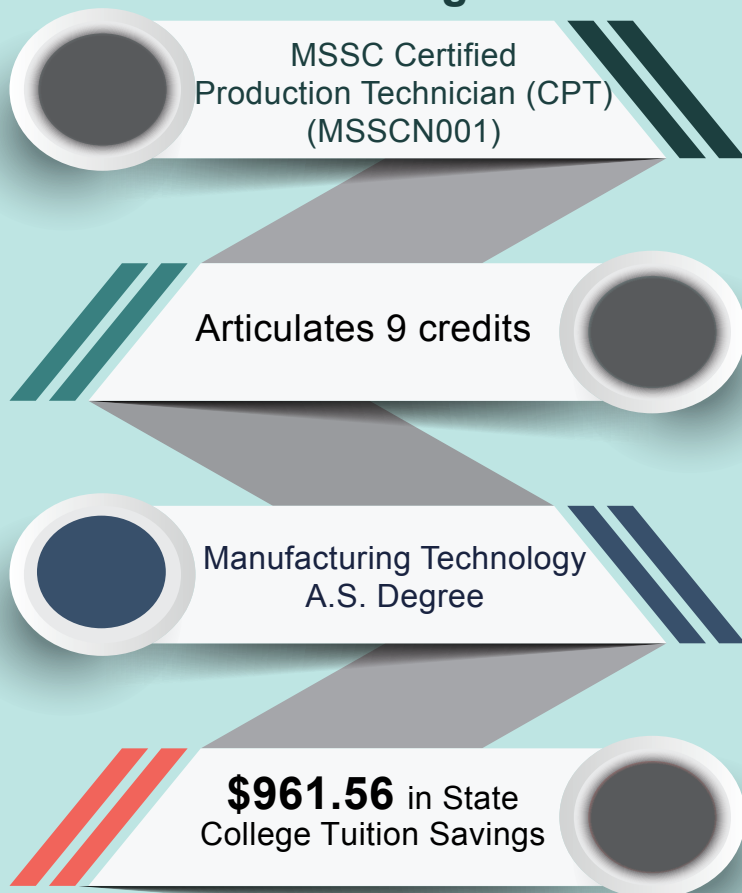 MSSC Certified
Production Technician (CPT)
(MSSCN001)
Articulates 9 credits
Manufacturing Technology
A.S. Degree
$961.56 in State
College Tuition Savings